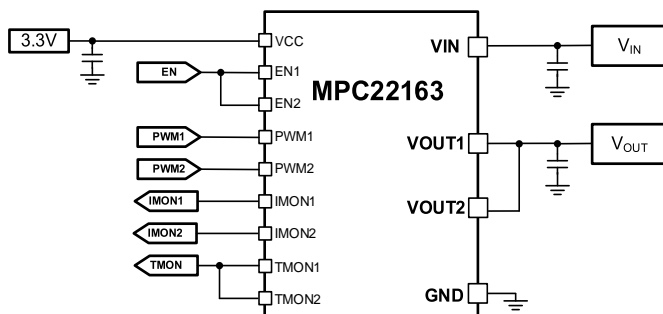 3.3V
VCC
EN
EN1
EN2
PWM1
PWM1
PWM2
PWM2
IMON1
IMON1
IMON2
IMON2
TMON
TMON1
TMON2
MPC22163
VIN
VIN
VOUT1
VOUT
VOUT2
GND